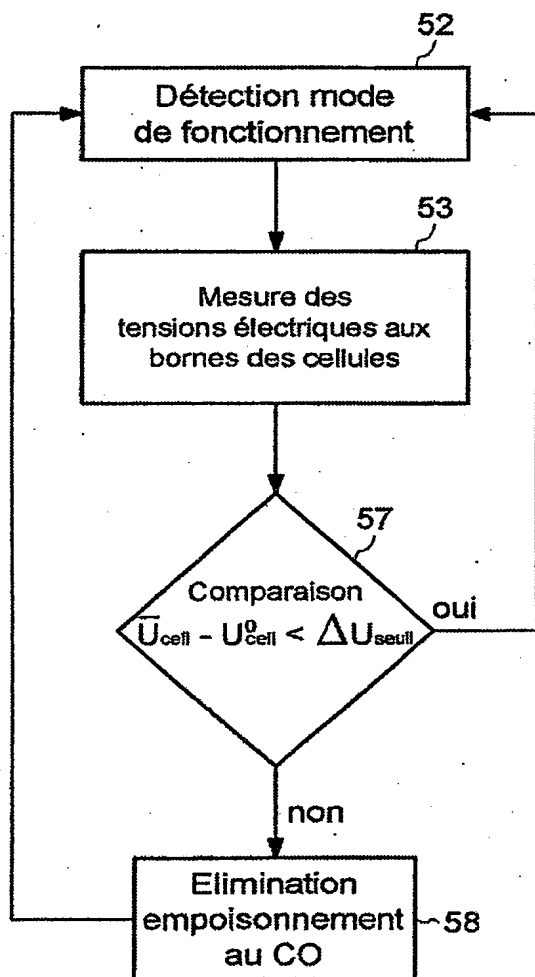 52
Détection mode
de fonctionnement
53
Mesure des
tensions électriques aux
bornes des cellules
57
Comparaison
U̅cell - U⁰cell < ΔUseuil
oui
non
Elimination
empoisonnement
au CO
58